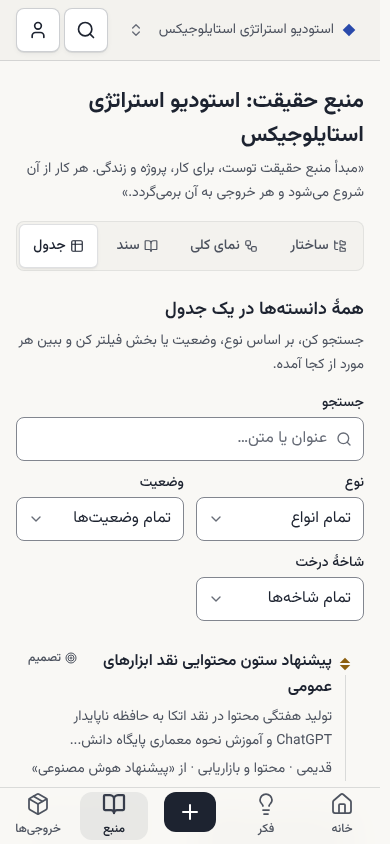 استودیو استراتژی استایلوجیکس
منبع حقیقت: استودیو استراتژی
استایلوجیکس
«مبدأ منبع حقیقت توست، برای کار، پروژه و زندگی. هر کار از آن
شروع می‌شود و هر خروجی به آن برمی‌گردد.»
ساختار
نمای کلی
سند
جدول
همهٔ دانسته‌ها در یک جدول
جستجو کن، بر اساس نوع، وضعیت یا بخش فیلتر کن و ببین هر
مورد از کجا آمده.
جستجو
عنوان یا متن…
نوع
وضعیت
تمام انواع
تمام وضعیت‌ها
شاخهٔ درخت
تمام شاخه‌ها
پیشنهاد ستون محتوایی نقد ابزارهای
عمومی
تصمیم
تولید هفتگی محتوا در نقد اتکا به حافظه ناپایدار
ChatGPT و آموزش نحوه معماری پایگاه دانش...
قدیمی · محتوا و بازاریابی · از «پیشنهاد هوش مصنوعی»
خانه
فکر
منبع
خروجی‌ها